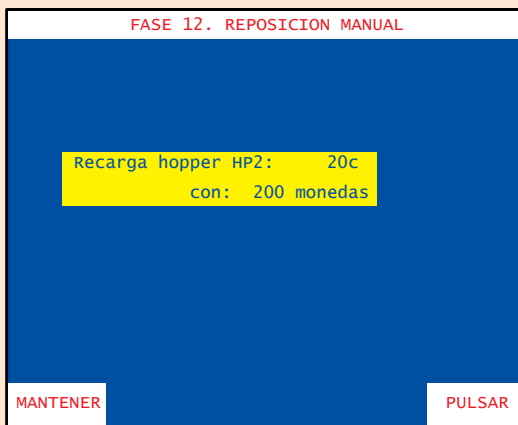 FASE 12. REPOSICION MANUAL
Recarga hopper HP2: 20c
con: 200 monedas
MANTENER
PULSAR